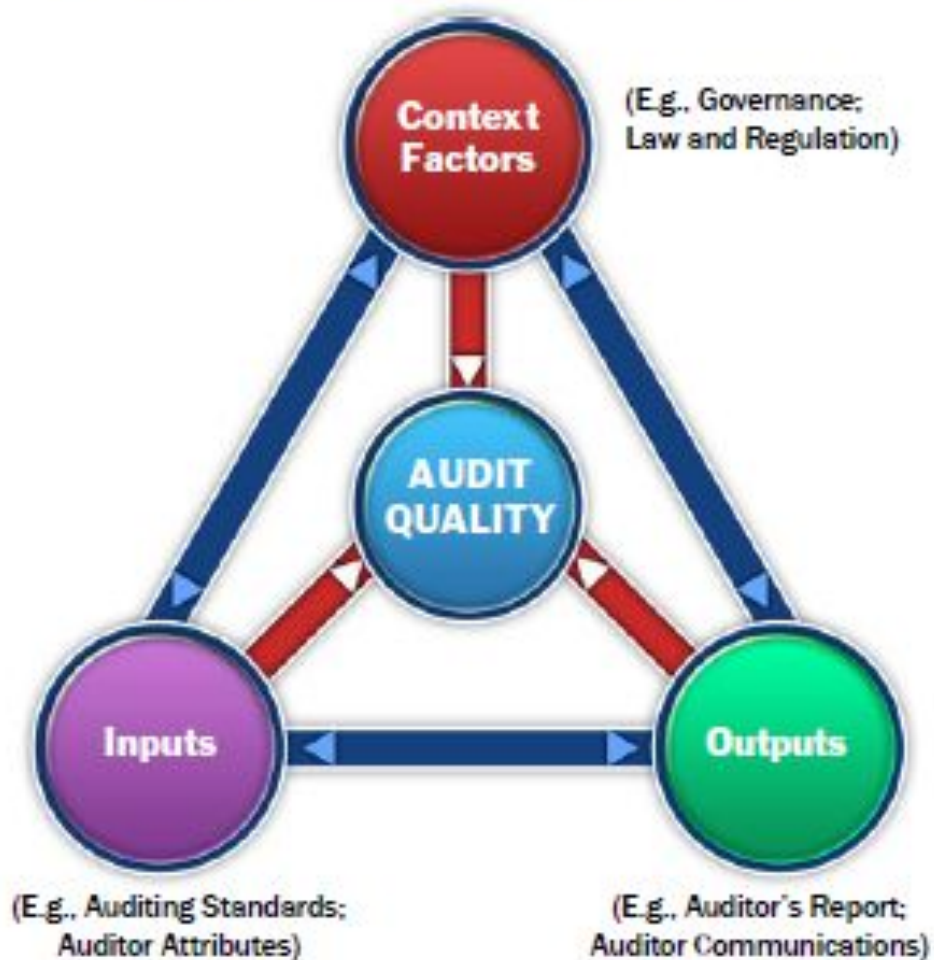 Context
Factors
(E.g., Governance;
Law and Regulation)
AUDIT
QUALITY
Inputs
Outputs
(E.g., Auditing Standards;
Auditor Attributes)
(E.g., Auditor's Report;
Auditor Communications)